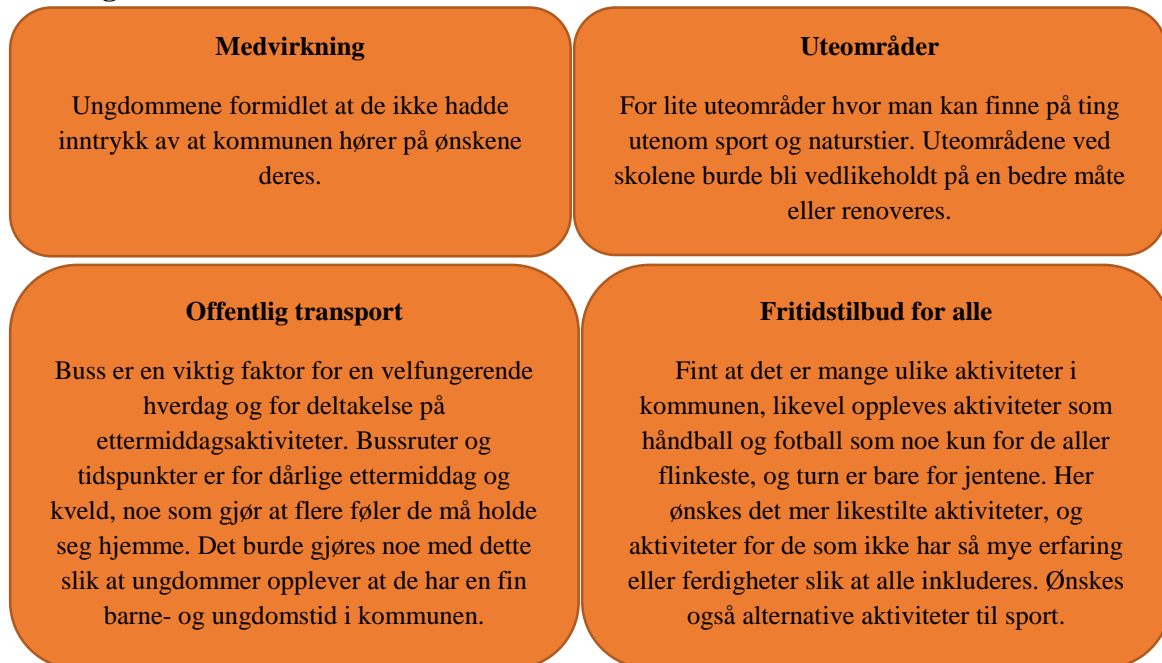 Medvirkning
Ungdommene formidlet at de ikke hadde
inntrykk av at kommunen hører på ønskene
deres.
Uteområder
For lite uteområder hvor man kan finne på ting
utenom sport og naturstier. Uteområdene ved
skolene burde bli vedlikeholdt på en bedre måte
eller renoveres.
Offentlig transport
Buss er en viktig faktor for en velfungerende
hverdag og for deltakelse på
ettermiddagsaktiviteter. Bussruter og
tidspunkter er for dårlige ettermiddag og
kveld, noe som gjør at flere føler de må holde
seg hjemme. Det burde gjøres noe med dette
slik at ungdommer opplever at de har en fin
barne- og ungdomstid i kommunen.
Fritidstilbud for alle
Fint at det er mange ulike aktiviteter i
kommunen, likevel oppleves aktiviteter som
håndball og fotball som noe kun for de aller
flinkeste, og turn er bare for jentene. Her
ønskes det mer likestilte aktiviteter, og
aktiviteter for de som ikke har så mye erfaring
eller ferdigheter slik at alle inkluderes. Ønskes
også alternative aktiviteter til sport.